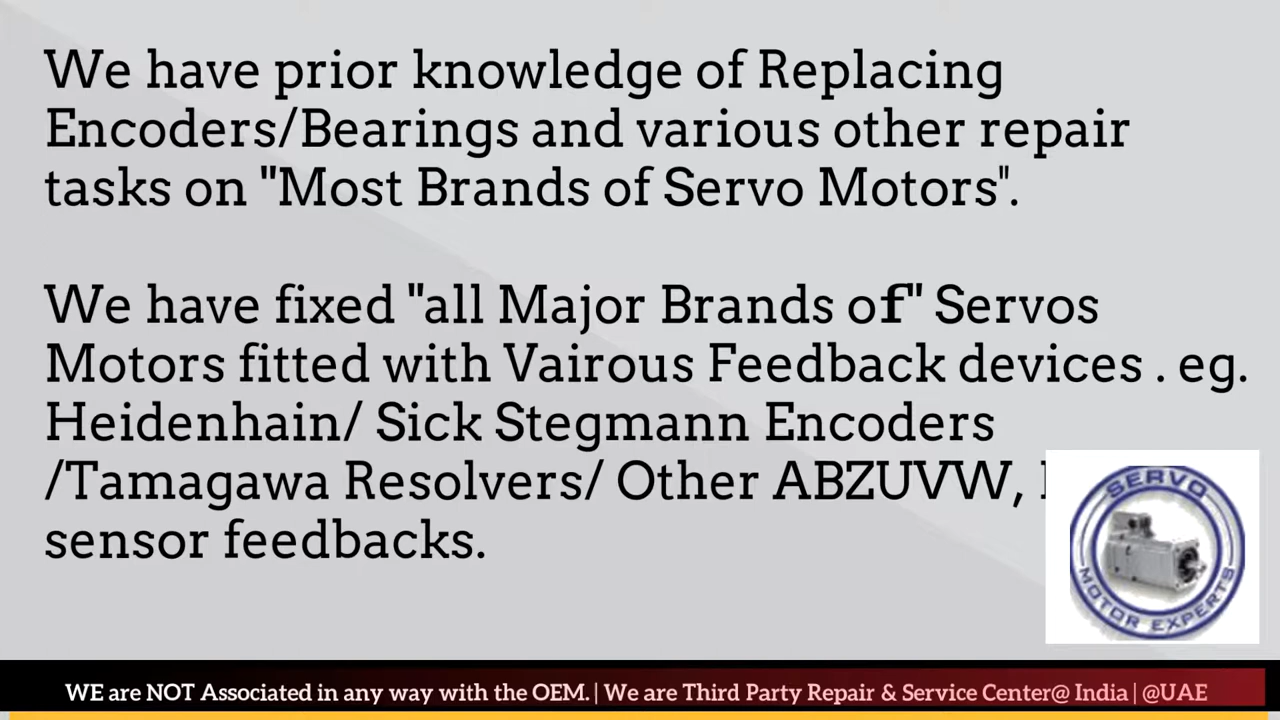 We have prior knowledge of Replacing
Encoders/Bearings and various other repair
tasks on "Most Brands of Servo Motors".
We have fixed "all Major Brands of" Servos
Motors fitted with Vairous Feedback devices . eg.
Heidenhain/ Sick Stegmann Encoders
/Tamagawa Resolvers/ Other ABZUVW,
sensor feedbacks.
SERVO
MOTOR EXPERTS
WE are NOT Associated in any way with the OEM. | We are Third Party Repair & Service Center@ India | @UAE